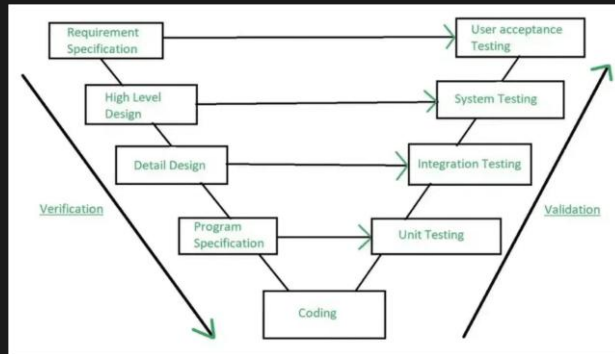 Requirement
Specification
User acceptance
Testing
High Level
Design
System Testing
Detail Design
Integration Testing
Verification
Validation
Program
Specification
Unit Testing
Coding